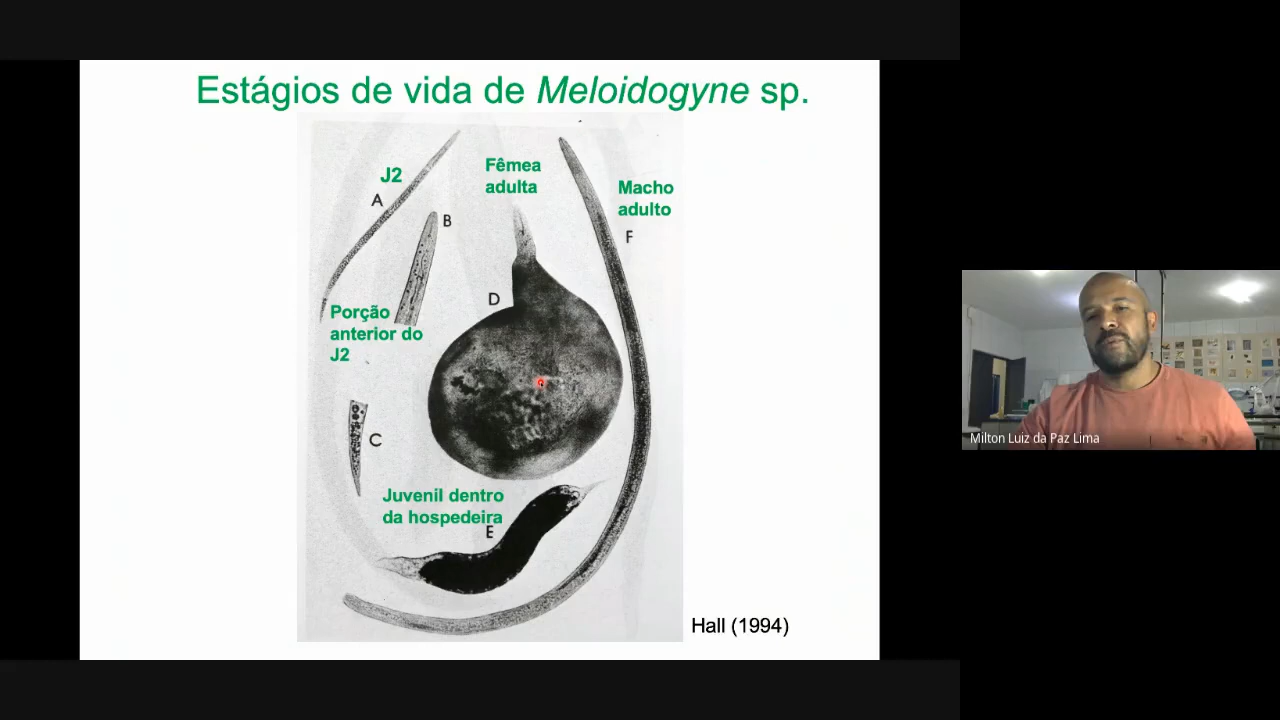 Estágios de vida de Meloidogyne sp.
J2
A
B
Fêmea
adulta
Macho
adulto
F
D
Porção
anterior do
J2
C
Juvenil dentro
da hospedeira
E
Hall (1994)
Milton Luiz da Paz Lima